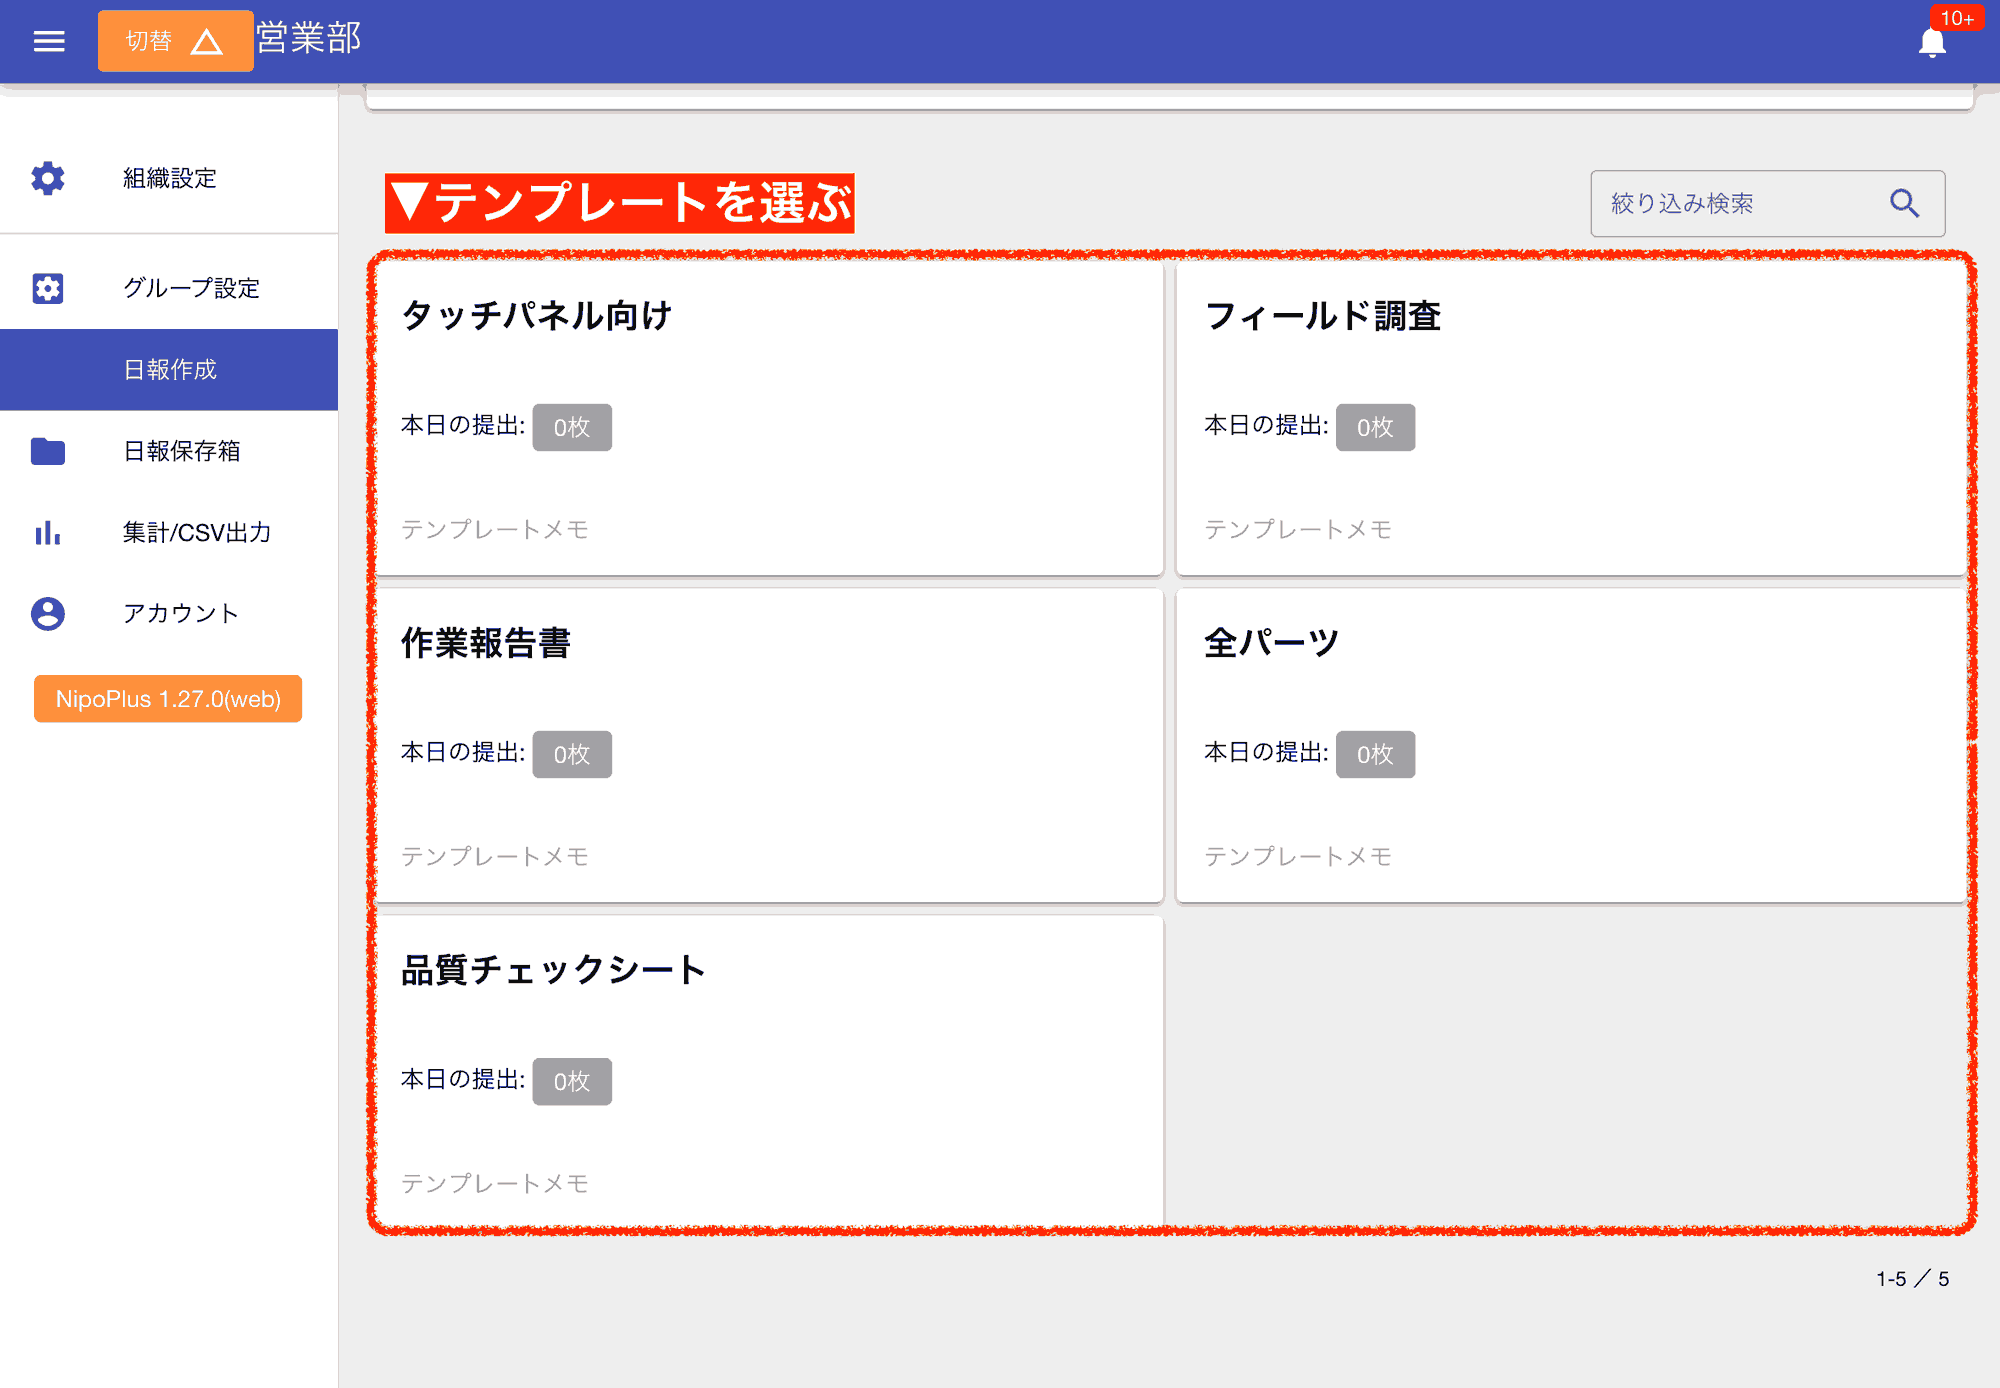 切替 △ 営業部
10+
組織設定
グループ設定
日報作成
日報保存箱
集計/CSV出力
アカウント
NipoPlus 1.27.0(web)
▼テンプレートを選ぶ
絞り込み検索
タッチパネル向け
本日の提出: 0枚
テンプレートメモ
フィールド調査
本日の提出: 0枚
テンプレートメモ
作業報告書
本日の提出: 0枚
テンプレートメモ
全パーツ
本日の提出: 0枚
テンプレートメモ
品質チェックシート
本日の提出: 0枚
テンプレートメモ
1-5 ／ 5